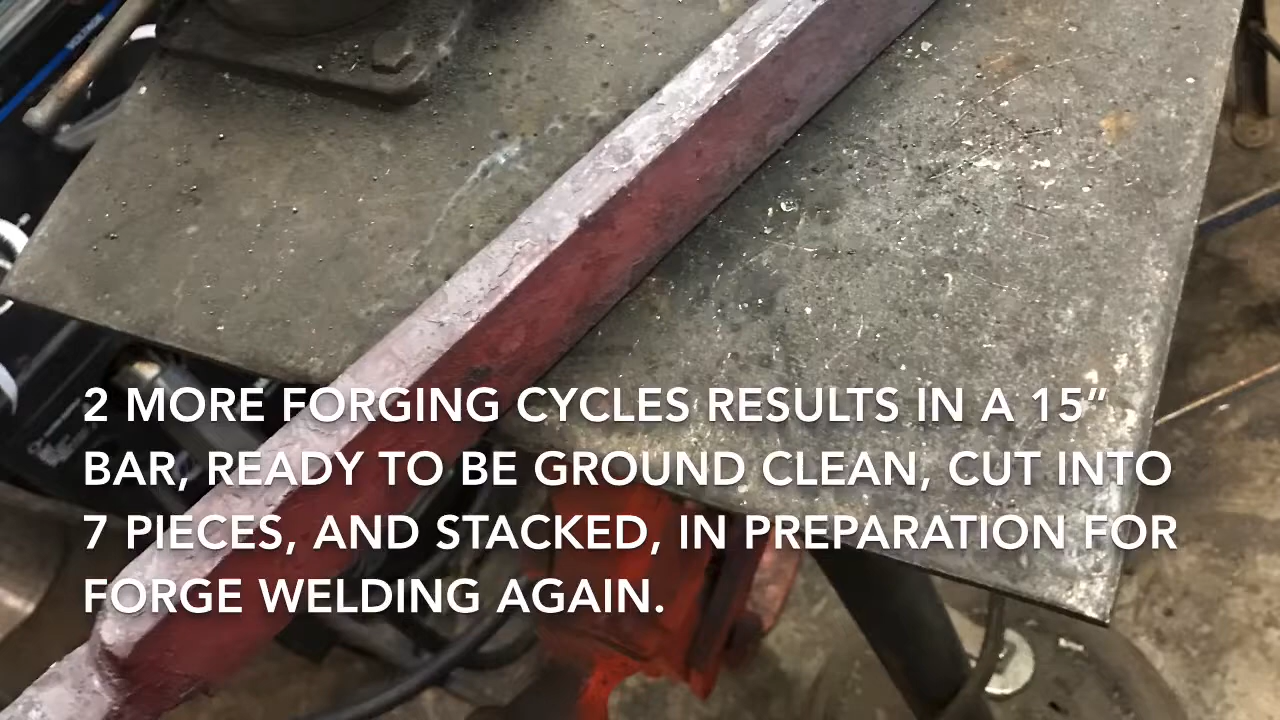 VOLTAGE
2 MORE FORGING CYCLES RESULTS IN A 15”
BAR, READY TO BE GROUND CLEAN, CUT INTO
7 PIECES, AND STACKED, IN PREPARATION FOR
FORGE WELDING AGAIN.